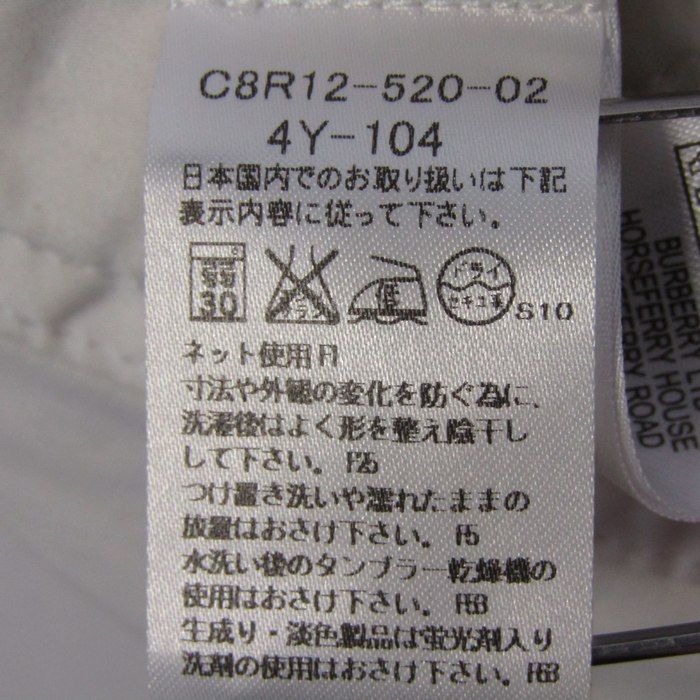 C8R12-520-02
4Y-104
日本国内でのお取り扱いは下記
表示内容に従って下さい。
弱
30
低
ドライ
セキユ系
S10
ネット使用 F1
寸法や外観の変化を防ぐ為に、
洗濯後はよく形を整え陰干し
して下さい。 F25
つけ置き洗いや濡れたままの
放置はおさけ下さい。 F5
水洗い後のタンブラー乾燥機の
使用はおさけ下さい。 F53
生成り・淡色製品は蛍光剤入り
洗剤の使用はおさけ下さい。 F63
BURBERRY
HORSEFERRY HOUSE
FERRY ROAD